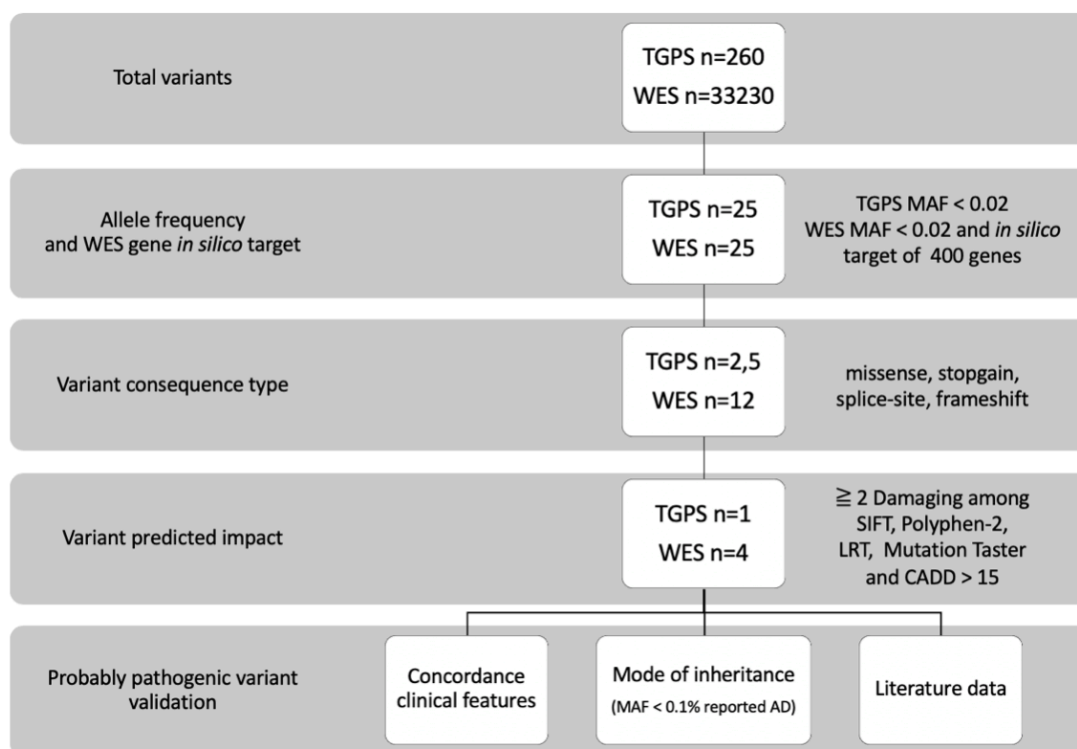 Total variants
TGPS n=260
WES n=33230
Allele frequency
and WES gene in silico target
TGPS n=25
WES n=25
TGPS MAF < 0.02
WES MAF < 0.02 and in silico
target of 400 genes
Variant consequence type
TGPS n=2,5
WES n=12
missense, stopgain,
splice-site, frameshift
Variant predicted impact
TGPS n=1
WES n=4
≧ 2 Damaging among
SIFT, Polyphen-2,
LRT, Mutation Taster
and CADD > 15
Probably pathogenic variant
validation
Concordance
clinical features
Mode of inheritance
(MAF < 0.1% reported AD)
Literature data